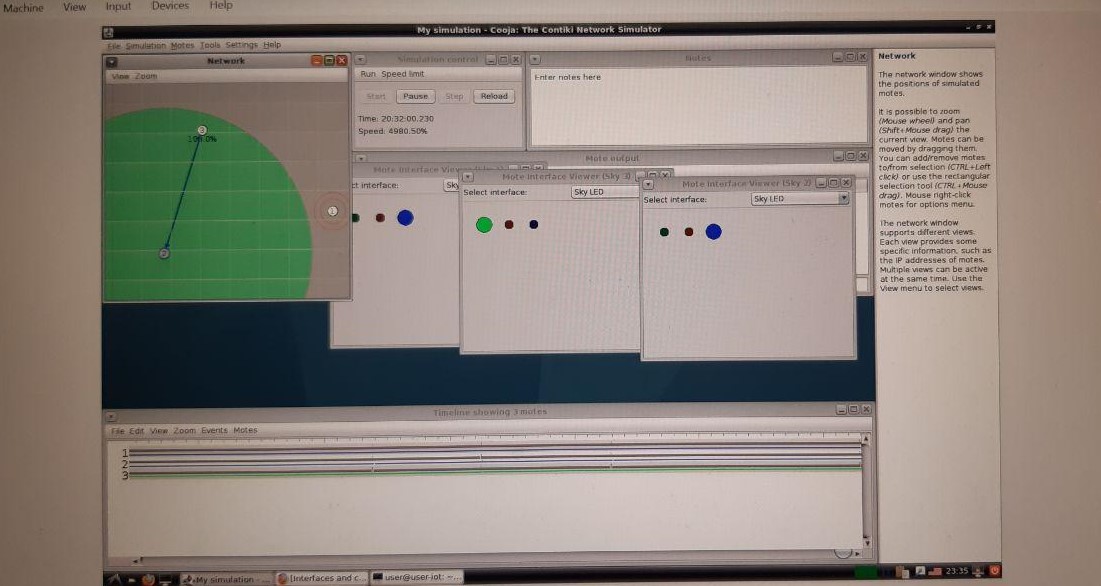 Machine View Input Devices Help
My simulation - Cooja: The Contiki Network Simulator
File Simulation Motes Tools Settings Help
Network
View Zoom
3
1
2
Simulation control
Run Speed limit
Start Pause Step Reload
Time: 20:32:00.230
Speed: 4980.50%
Notes
Enter notes here
Mote output
Mote Interface Viewer
ct interface: Sky
Mote Interface Viewer (Sky 3)
Select interface: Sky LED
Mote Interface Viewer (Sky 2)
Select interface: Sky LED
Timeline showing 3 motes
File Edit View Zoom Events Motes
1
2
3
Network
The network window shows
the positions of simulated
motes.
It is possible to zoom
(Mouse wheel) and pan
(Shift+Mouse drag) the
current view. Motes can be
moved by dragging them.
You can add/remove motes
to/from selection (CTRL+Left
click) or use the rectangular
selection tool (CTRL+Mouse
drag). Mouse right-click
motes for options menu.
The network window
supports different views.
Each view provides some
specific information, such as
the IP addresses of motes.
Multiple views can be active
at the same time. Use the
View menu to select views.
My simulation - ... [Interfaces and c... user@user-iot: ~... 23:35